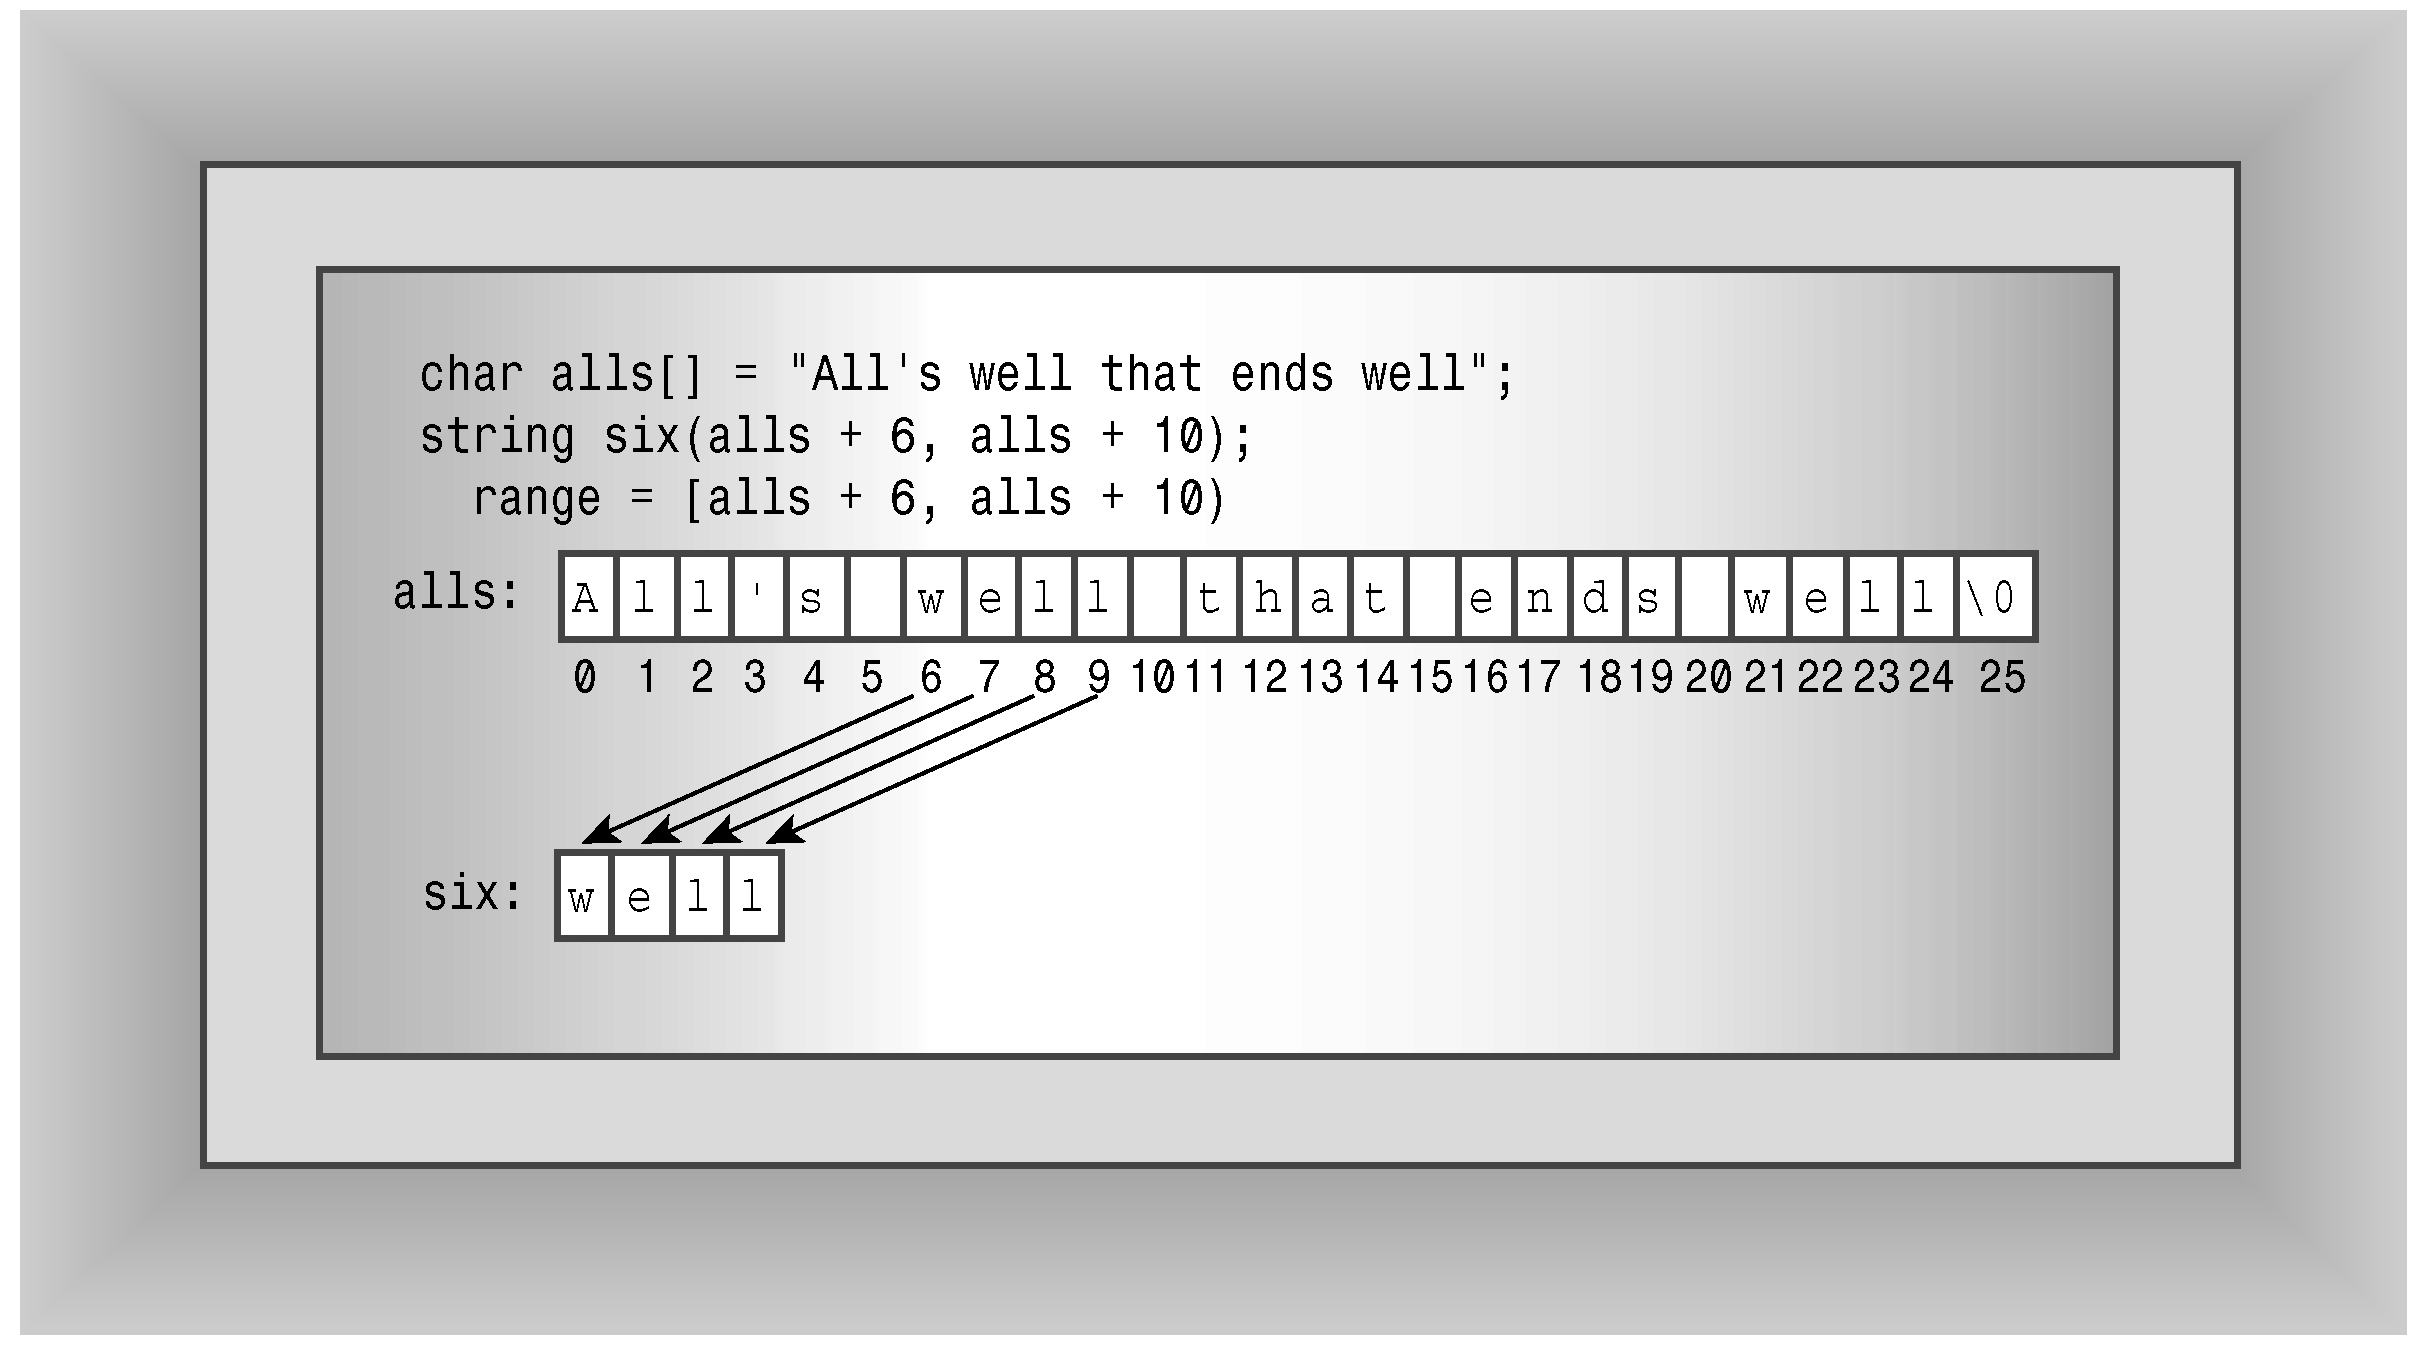 char alls[] = "All's well that ends well";
string six(alls + 6, alls + 10);
range = [alls + 6, alls + 10)
alls: A l l ' s w e l l t h a t e n d s w e l l \0
0 1 2 3 4 5 6 7 8 9 10 11 12 13 14 15 16 17 18 19 20 21 22 23 24 25
six: w e l l